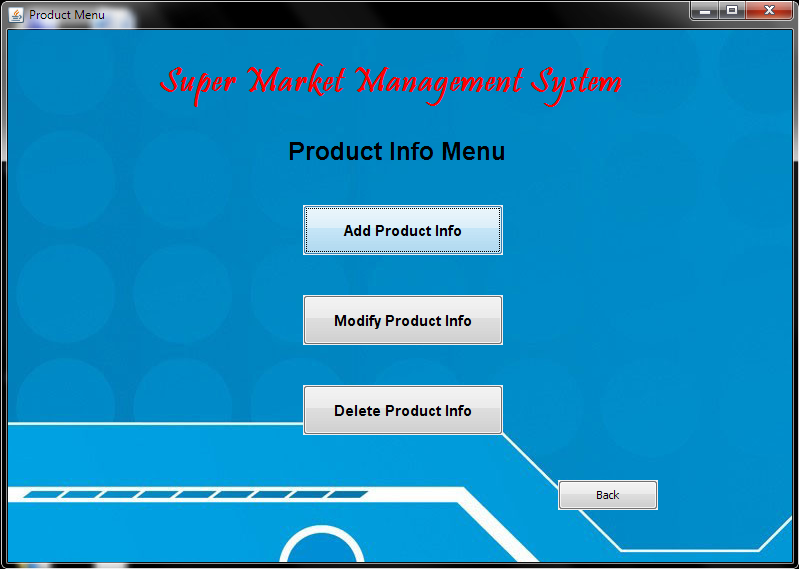 Product Menu
Super Market Management System
Product Info Menu
Add Product Info
Modify Product Info
Delete Product Info
Back